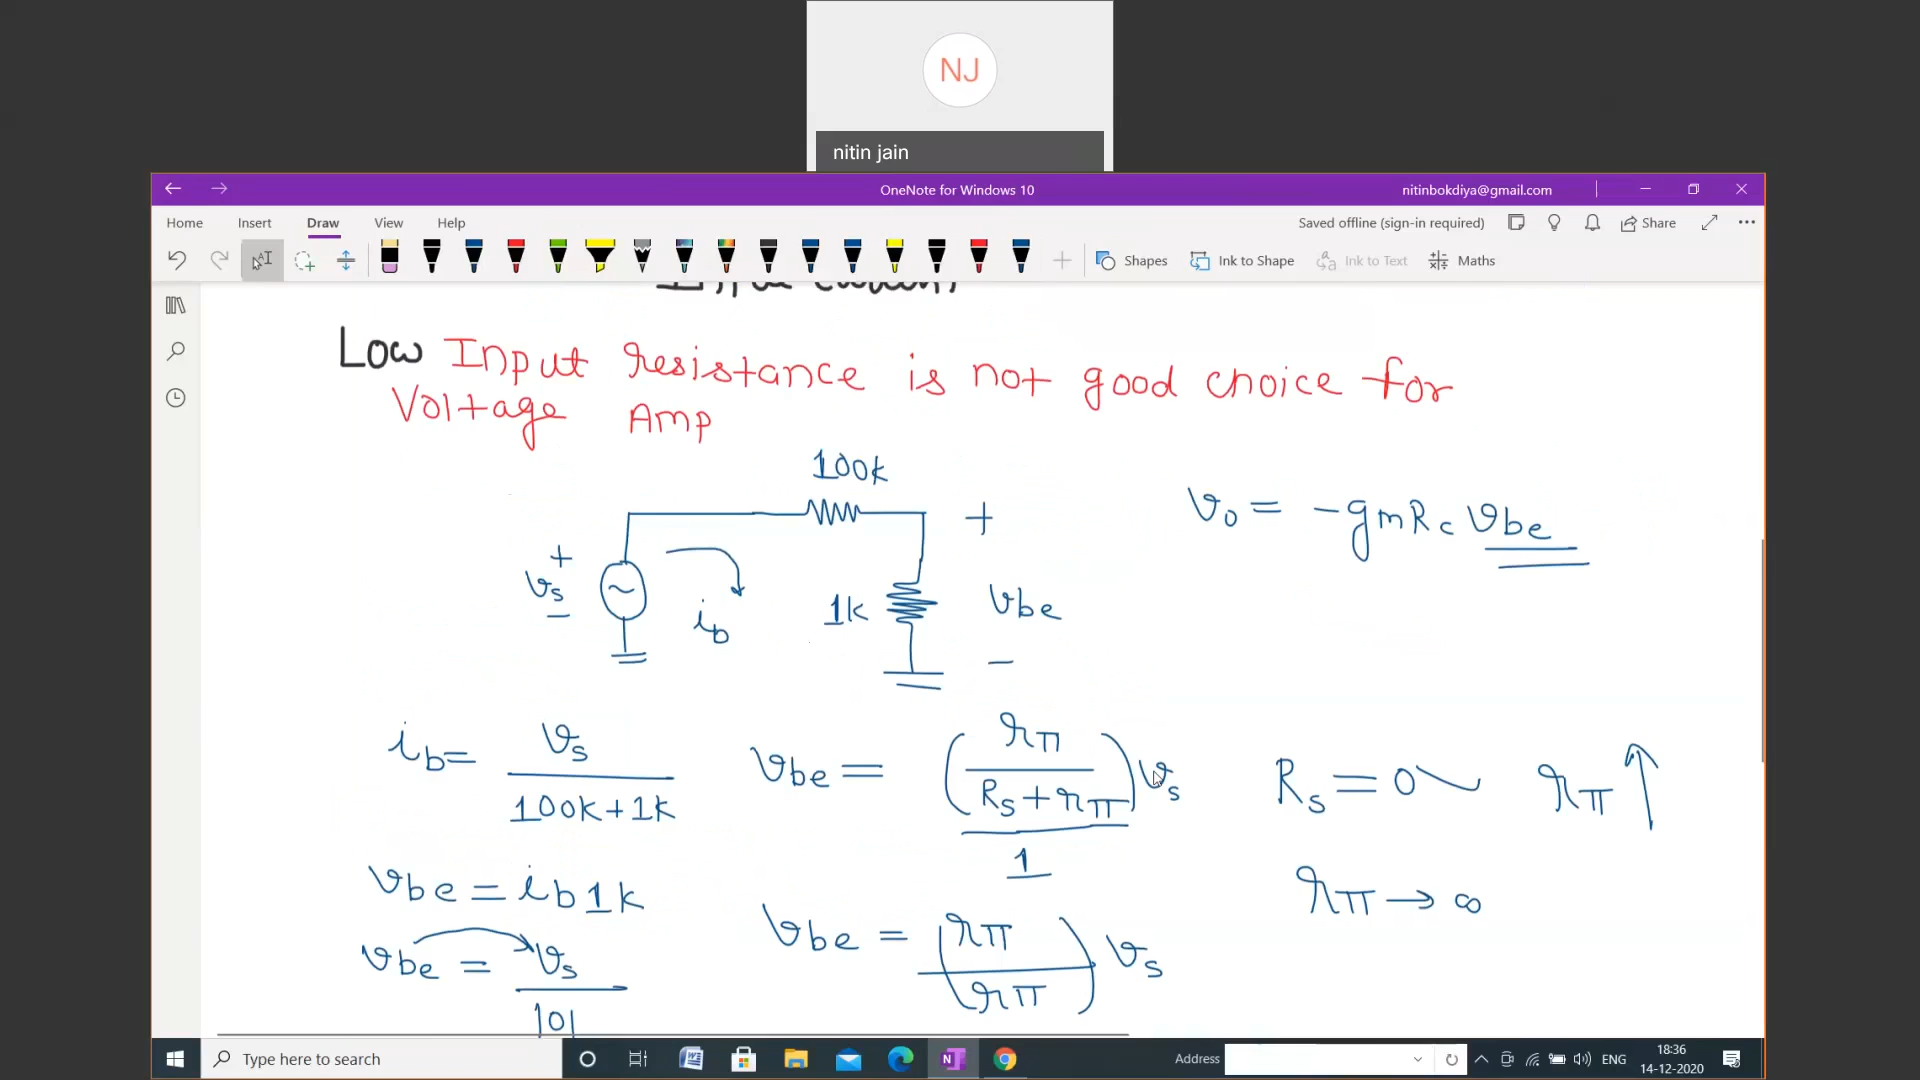 NJ
nitin jain
OneNote for Windows 10
nitinbokdiya@gmail.com
Home Insert Draw View Help
Saved offline (sign-in required)
Share
Shapes
Ink to Shape
Ink to Text
Maths
Low Input resistance is not good choice for
Voltage Amp
100k
+
v₀ = -gmRc vbe
+
vs
-
ib
1k
vbe
-
ib = vs / (100k+1k)
vbe = (rπ / (Rs+rπ)) vs
1
Rs = 0
rπ ↑
vbe = ib 1k
rπ → ∞
vbe = vs / 101
vbe = (rπ / rπ) vs
Type here to search
Address
ENG
18:36
14-12-2020